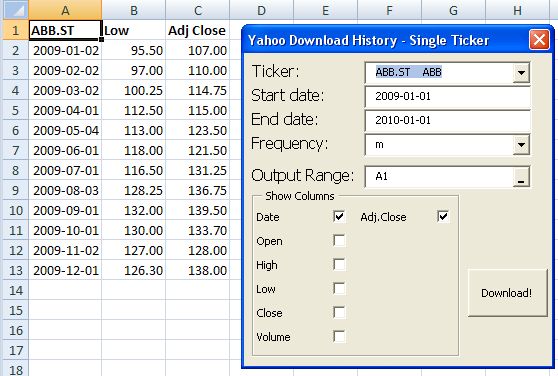 A B C D E F G H
1 ABB.ST Low Adj Close
2 2009-01-02 95.50 107.00
3 2009-02-02 97.00 110.00
4 2009-03-02 100.25 114.75
5 2009-04-01 112.50 115.00
6 2009-05-04 113.00 123.50
7 2009-06-01 118.00 121.50
8 2009-07-01 116.50 131.25
9 2009-08-03 128.25 136.75
10 2009-09-01 132.00 139.50
11 2009-10-01 130.00 133.70
12 2009-11-02 127.00 128.00
13 2009-12-01 126.30 138.00
14
15
16
17
18
Yahoo Download History - Single Ticker
Ticker: ABB.ST ABB
Start date: 2009-01-01
End date: 2010-01-01
Frequency: m
Output Range: A1
Show Columns
Date Adj.Close
Open
High
Low
Close
Volume
Download!